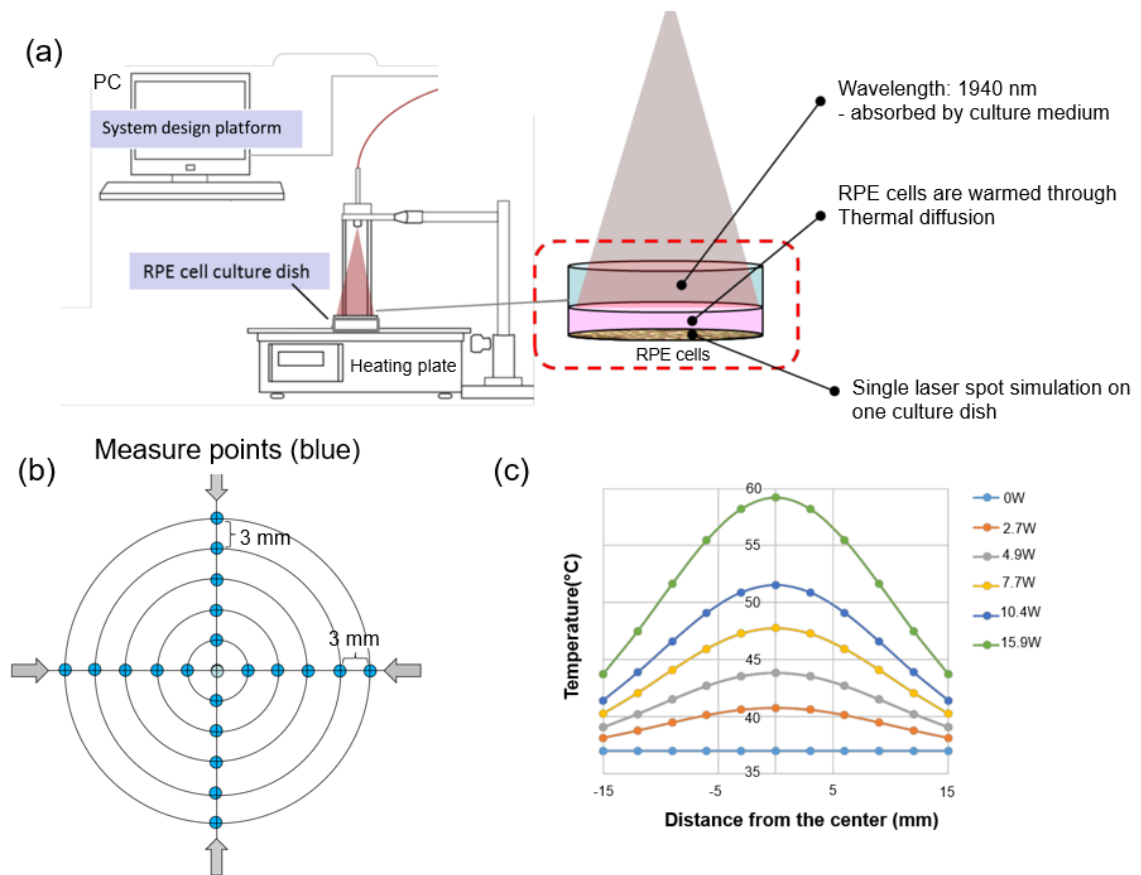 (a)
PC
System design platform
RPE cell culture dish
Heating plate
Wavelength: 1940 nm
- absorbed by culture medium
RPE cells are warmed through
Thermal diffusion
RPE cells
Single laser spot simulation on
one culture dish
Measure points (blue)
(b)
3 mm
3 mm
(c)
Temperature(°C)
60
55
50
45
40
35
-15
-5
5
15
Distance from the center (mm)
0W
2.7W
4.9W
7.7W
10.4W
15.9W